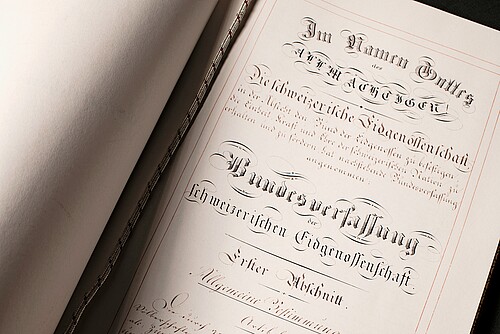 Im Namen Gottes
des
ALLMÄCHTIGEN!
Die schweizerische Eidgenossenschaft
in der Absicht, den Bund der Eidgenossen zu befestigen,
die Einheit, Kraft und Ehre der schweizerischen Nation zu
erhalten und zu fördern, hat nachstehende Bundesverfassung
angenommen:
Bundesverfassung
der
schweizerischen Eidgenossenschaft.
Erster Abschnitt.
Allgemeine Bestimmungen